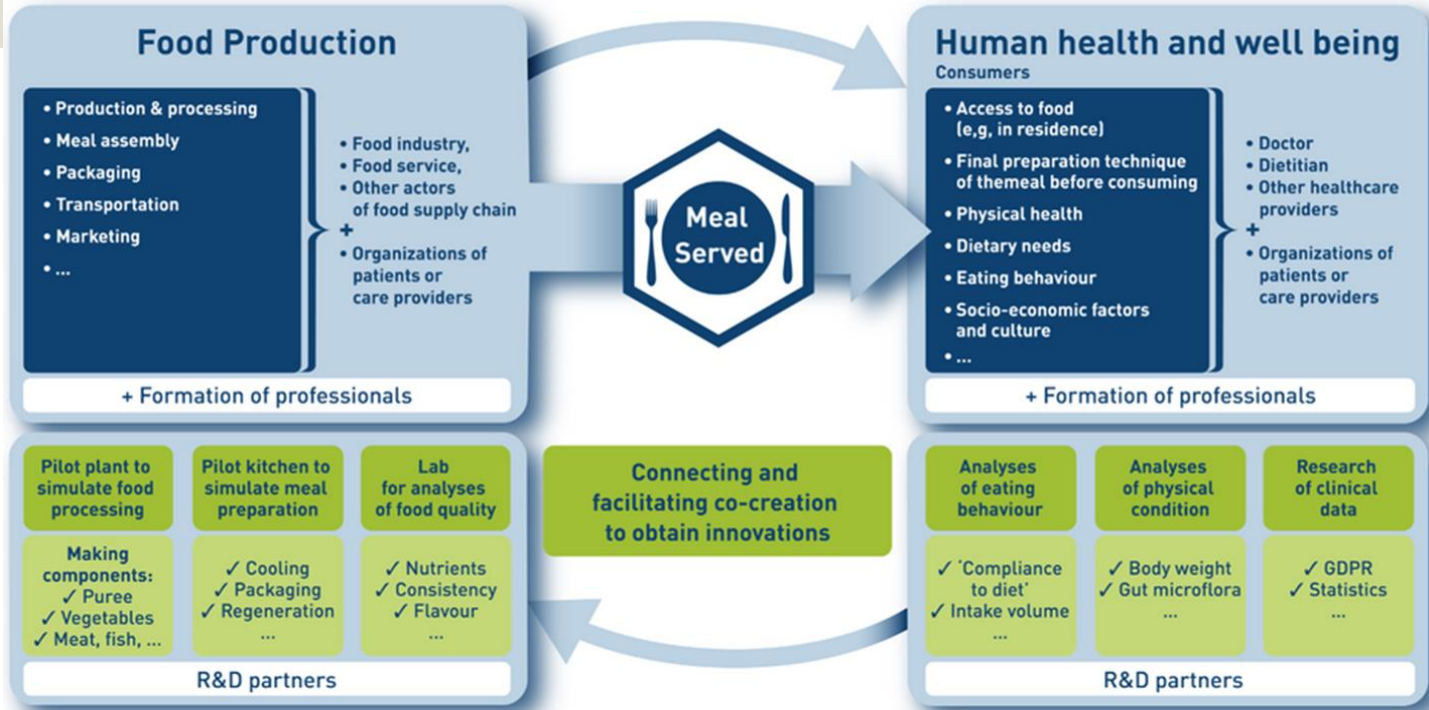 Food Production
• Production & processing
• Meal assembly
• Packaging
• Transportation
• Marketing
• ...
• Food industry,
• Food service,
• Other actors
of food supply chain
+
• Organizations of
patients or
care providers
+ Formation of professionals
Meal
Served
Human health and well being
Consumers
• Access to food
(e,g, in residence)
• Final preparation technique
of themeal before consuming
• Physical health
• Dietary needs
• Eating behaviour
• Socio-economic factors
and culture
• ...
• Doctor
• Dietitian
• Other healthcare
providers
+
• Organizations of
patients or
care providers
+ Formation of professionals
Pilot plant to
simulate food
processing
Making
components:
✓ Puree
✓ Vegetables
✓ Meat, fish, ...
Pilot kitchen to
simulate meal
preparation
✓ Cooling
✓ Packaging
✓ Regeneration
...
Lab
for analyses
of food quality
✓ Nutrients
✓ Consistency
✓ Flavour
...
R&D partners
Connecting and
facilitating co-creation
to obtain innovations
Analyses
of eating
behaviour
✓ 'Compliance
to diet'
✓ Intake volume
...
Analyses
of physical
condition
✓ Body weight
✓ Gut microflora
...
Research
of clinical
data
✓ GDPR
✓ Statistics
...
R&D partners